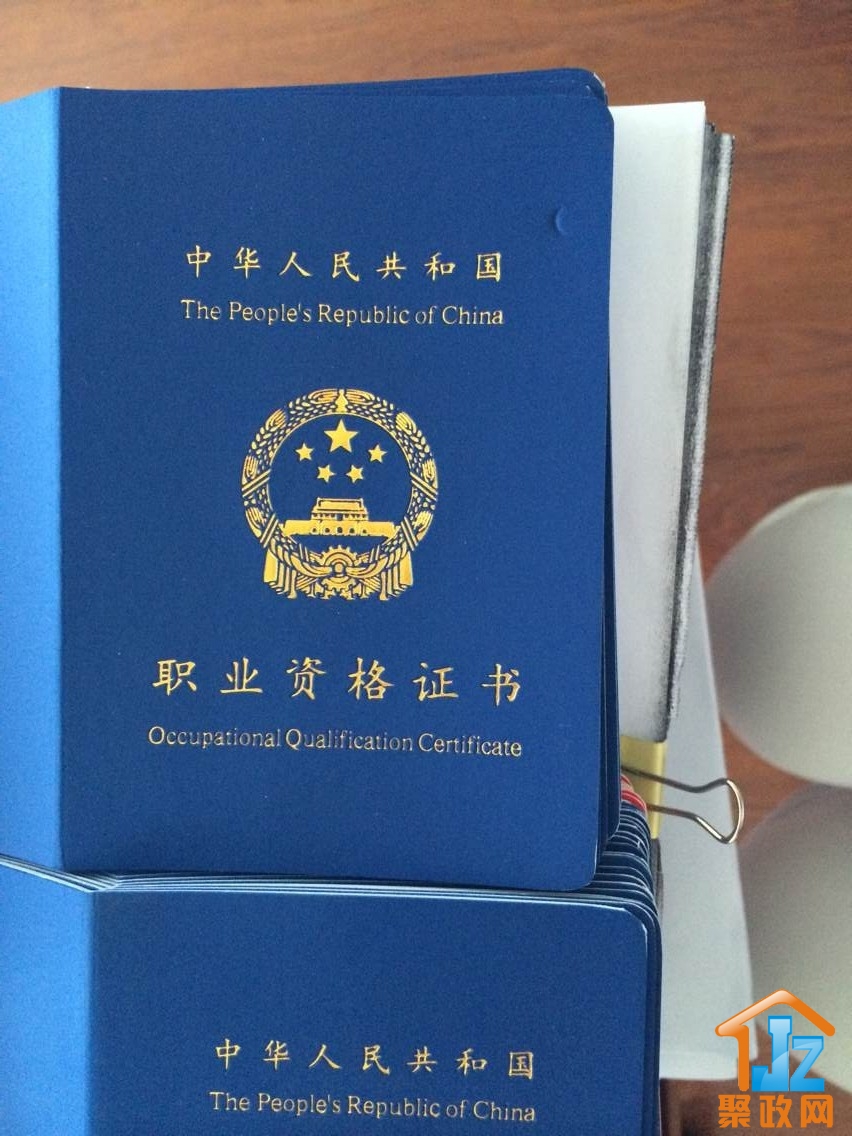 中华人民共和国
The People's Republic of China
职业资格证书
Occupational Qualification Certificate
中华人民共和国
The People's Republic of China
JZ
聚政网